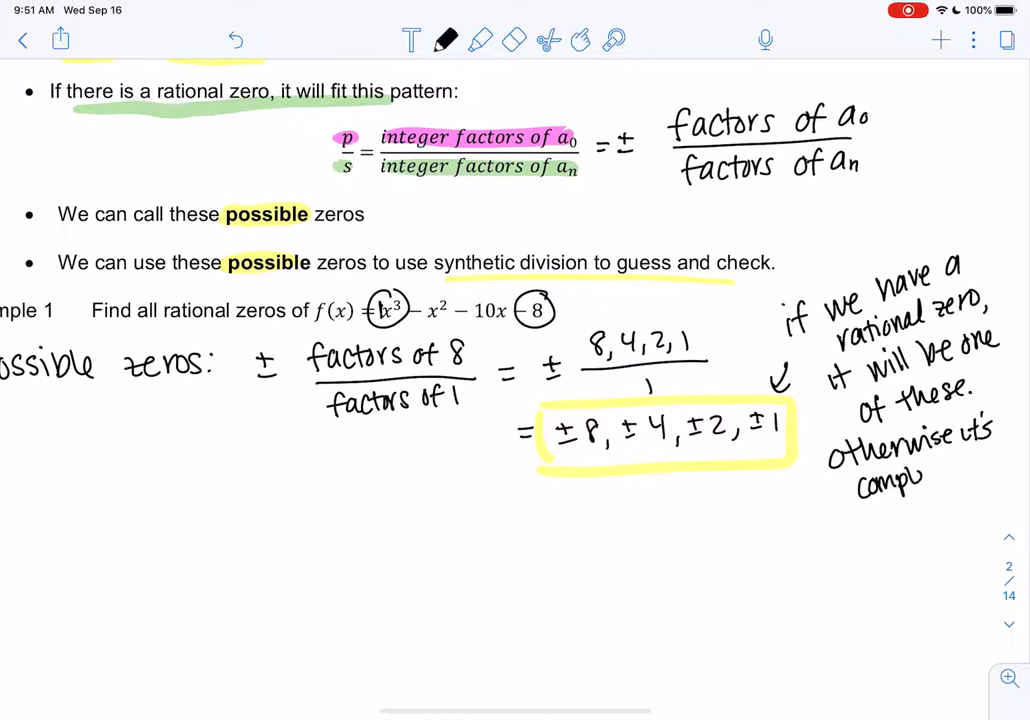 9:51 AM Wed Sep 16
100%
• If there is a rational zero, it will fit this pattern:
p/s = integer factors of a₀ / integer factors of aₙ = ± factors of a₀ / factors of aₙ
• We can call these possible zeros
• We can use these possible zeros to use synthetic division to guess and check.
mple 1 Find all rational zeros of f(x) = 1x³ − x² − 10x − 8
ossible zeros: ± factors of 8 / factors of 1 = ± 8, 4, 2, 1 / 1
= ± 8, ± 4, ± 2, ± 1
if we have a
rational zero,
it will be one
of these.
otherwise it's
comp
2
/
14